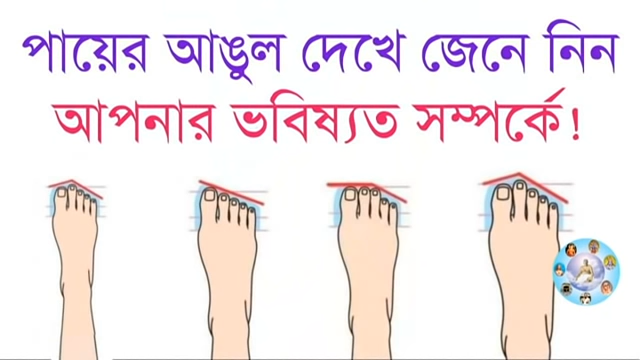 পায়ের আঙুল দেখে জেনে নিন
আপনার ভবিষ্যত সম্পর্কে!